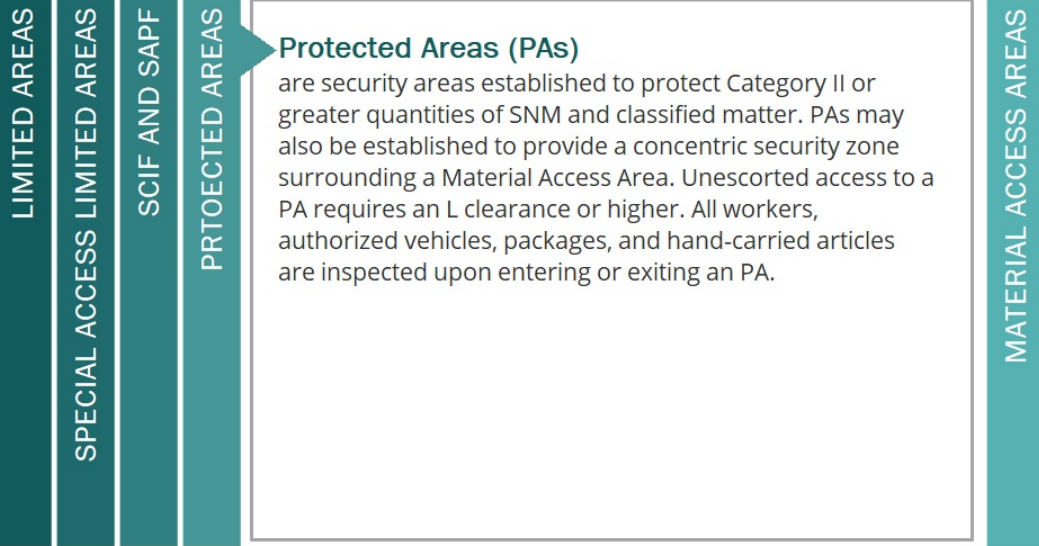 LIMITED AREAS
SPECIAL ACCESS LIMITED AREAS
SCIF AND SAPF
PRTOECTED AREAS
Protected Areas (PAs)
are security areas established to protect Category II or
greater quantities of SNM and classified matter. PAs may
also be established to provide a concentric security zone
surrounding a Material Access Area. Unescorted access to a
PA requires an L clearance or higher. All workers,
authorized vehicles, packages, and hand-carried articles
are inspected upon entering or exiting an PA.
MATERIAL ACCESS AREAS